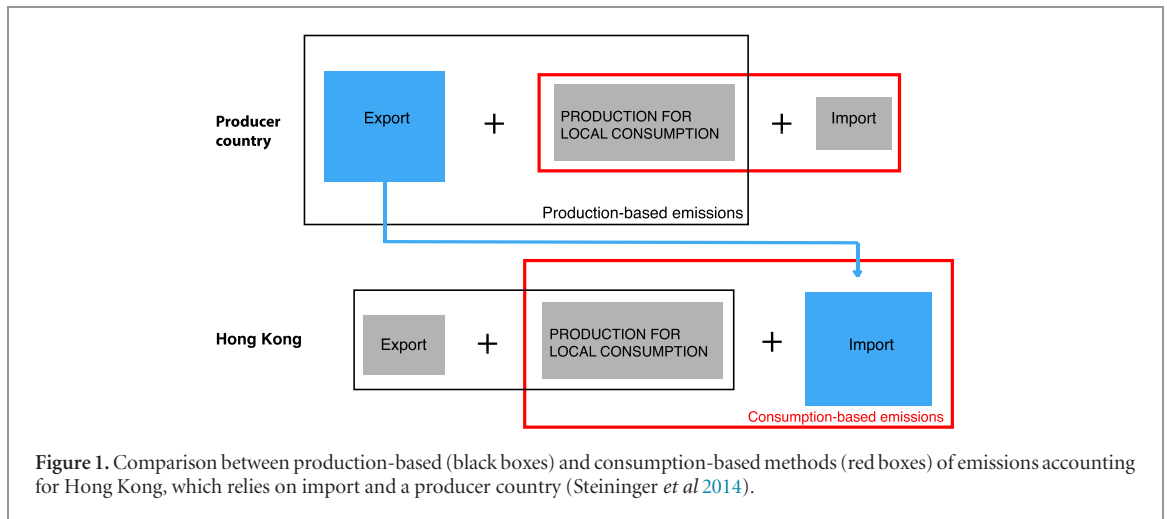 Producer
country
Export
+
PRODUCTION FOR
LOCAL CONSUMPTION
+
Import
Production-based emissions
Hong Kong
Export
+
PRODUCTION FOR
LOCAL CONSUMPTION
+
Import
Consumption-based emissions
Figure 1. Comparison between production-based (black boxes) and consumption-based methods (red boxes) of emissions accounting
for Hong Kong, which relies on import and a producer country (Steininger et al 2014).